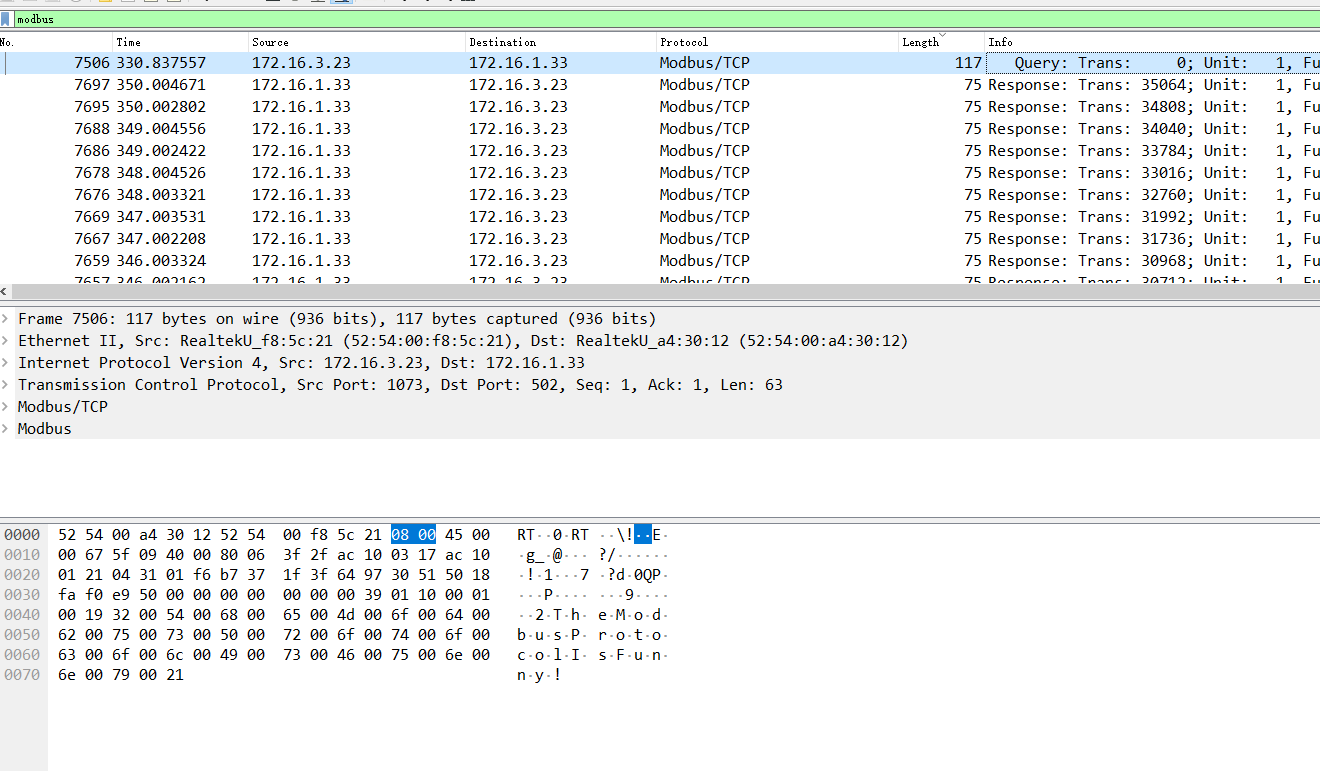 modbus
No. Time Source Destination Protocol Length Info
7506 330.837557 172.16.3.23 172.16.1.33 Modbus/TCP 117 Query: Trans: 0; Unit: 1, Fu
7697 350.004671 172.16.1.33 172.16.3.23 Modbus/TCP 75 Response: Trans: 35064; Unit: 1, Fu
7695 350.002802 172.16.1.33 172.16.3.23 Modbus/TCP 75 Response: Trans: 34808; Unit: 1, Fu
7688 349.004556 172.16.1.33 172.16.3.23 Modbus/TCP 75 Response: Trans: 34040; Unit: 1, Fu
7686 349.002422 172.16.1.33 172.16.3.23 Modbus/TCP 75 Response: Trans: 33784; Unit: 1, Fu
7678 348.004526 172.16.1.33 172.16.3.23 Modbus/TCP 75 Response: Trans: 33016; Unit: 1, Fu
7676 348.003321 172.16.1.33 172.16.3.23 Modbus/TCP 75 Response: Trans: 32760; Unit: 1, Fu
7669 347.003531 172.16.1.33 172.16.3.23 Modbus/TCP 75 Response: Trans: 31992; Unit: 1, Fu
7667 347.002208 172.16.1.33 172.16.3.23 Modbus/TCP 75 Response: Trans: 31736; Unit: 1, Fu
7659 346.003324 172.16.1.33 172.16.3.23 Modbus/TCP 75 Response: Trans: 30968; Unit: 1, Fu
7657 346.002162 172.16.1.33 172.16.3.23 Modbus/TCP 75 Response: Trans: 30712; Unit: 1, Fu
Frame 7506: 117 bytes on wire (936 bits), 117 bytes captured (936 bits)
Ethernet II, Src: RealtekU_f8:5c:21 (52:54:00:f8:5c:21), Dst: RealtekU_a4:30:12 (52:54:00:a4:30:12)
Internet Protocol Version 4, Src: 172.16.3.23, Dst: 172.16.1.33
Transmission Control Protocol, Src Port: 1073, Dst Port: 502, Seq: 1, Ack: 1, Len: 63
Modbus/TCP
Modbus
0000 52 54 00 a4 30 12 52 54 00 f8 5c 21 08 00 45 00 RT··0·RT ··\!··E·
0010 00 67 5f 09 40 00 80 06 3f 2f ac 10 03 17 ac 10 ·g_·@··· ?/······
0020 01 21 04 31 01 f6 b7 37 1f 3f 64 97 30 51 50 18 ·!·1···7 ·?d·0QP·
0030 fa f0 e9 50 00 00 00 00 00 00 00 39 01 10 00 01 ···P···· ···9····
0040 00 19 32 00 54 00 68 00 65 00 4d 00 6f 00 64 00 ··2·T·h· e·M·o·d·
0050 62 00 75 00 73 00 50 00 72 00 6f 00 74 00 6f 00 b·u·s·P· r·o·t·o·
0060 63 00 6f 00 6c 00 49 00 73 00 46 00 75 00 6e 00 c·o·l·I· s·F·u·n·
0070 6e 00 79 00 21 n·y·!